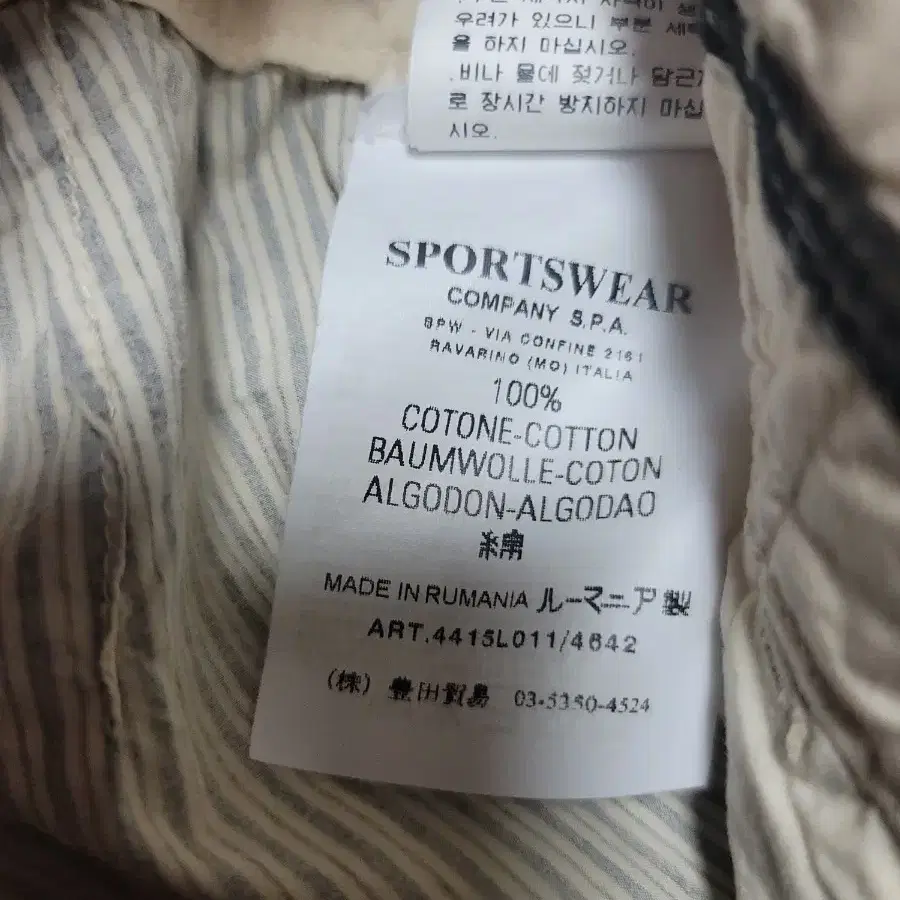 우려가 있으니 부분 세탁
을 하지 마십시오.
.비나 물데 젖거나 담근
로 장시간 방치하지 마십
시오.
SPORTSWEAR
COMPANY S.P.A.
SPW - VIA CONFINE 2161
RAVARINO (MO) ITALIA
100%
COTONE-COTTON
BAUMWOLLE-COTON
ALGODON-ALGODAO
綿
MADE IN RUMANIA ルーマニア製
ART.4415L011/4642
(株) 豊田貿易 03-5350-4524